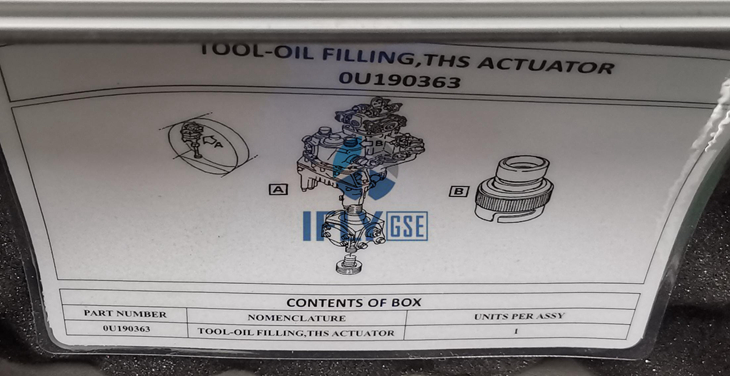 TOOL-OIL FILLING,THS ACTUATOR
0U190363
A
A
B
B
IFLY GSE
CONTENTS OF BOX
PART NUMBER NOMENCLATURE UNITS PER ASSY
0U190363 TOOL-OIL FILLING,THS ACTUATOR 1